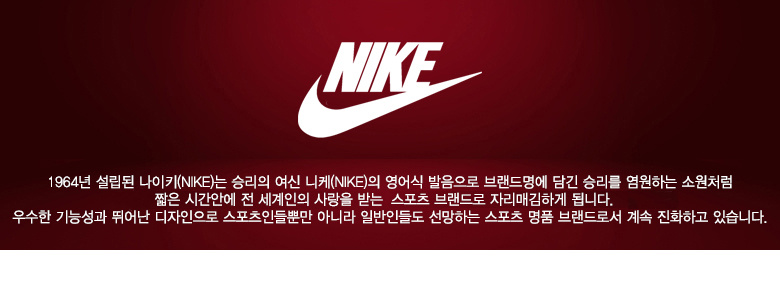 NIKE
1964년 설립된 나이키(NIKE)는 승리의 여신 니케(NIKE)의 영어식 발음으로 브랜드명에 담긴 승리를 염원하는 소원처럼
짧은 시간안에 전 세계인의 사랑을 받는 스포츠 브랜드로 자리매김하게 됩니다.
우수한 기능성과 뛰어난 디자인으로 스포츠인들뿐만 아니라 일반인들도 선망하는 스포츠 명품 브랜드로서 계속 진화하고 있습니다.